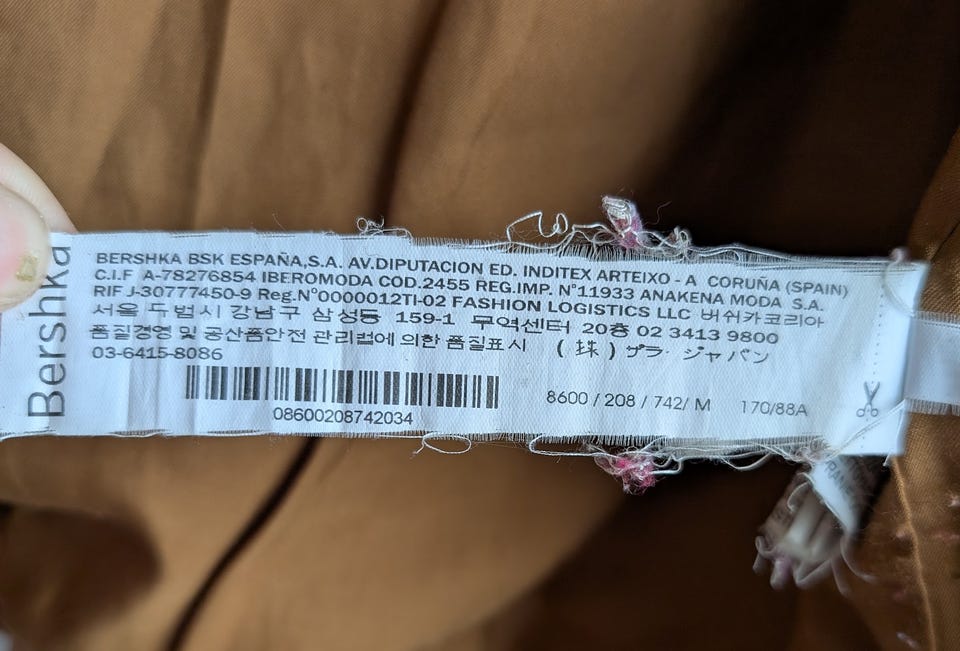 Bershka
BERSHKA BSK ESPAÑA,S.A. AV.DIPUTACION ED. INDITEX ARTEIXO - A CORUÑA (SPAIN)
C.I.F A-78276854 IBEROMODA COD.2455 REG.IMP. N°11933 ANAKENA MODA S.A.
RIF J-30777450-9 Reg.N°0000012TI-02 FASHION LOGISTICS LLC 버쉬카코리아
서울 특별시 강남구 삼성동 159-1 무역센터 20층 02 3413 9800
품질경영 및 공산품안전 관리법에 의한 품질표시 (株) ザラ・ジャパン
03-6415-8086
08600208742034
8600 / 208 / 742/ M 170/88A